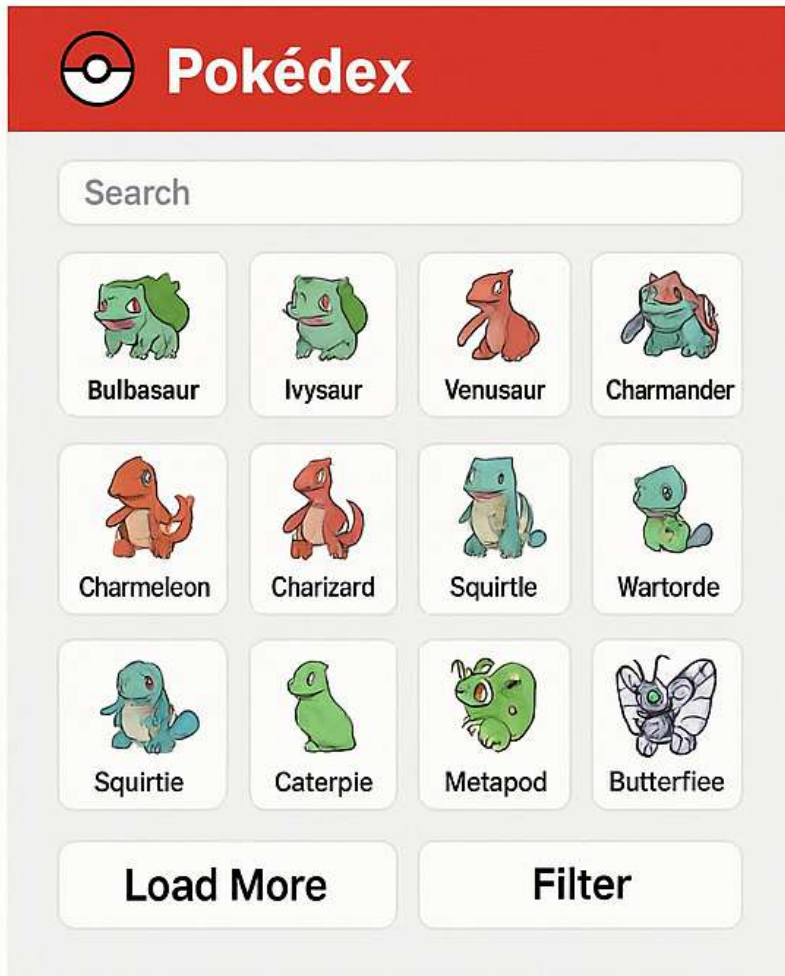 Pokédex
Search
Bulbasaur Ivysaur Venusaur Charmander
Charmeleon Charizard Squirtle Wartorde
Squirtie Caterpie Metapod Butterfiee
Load More Filter